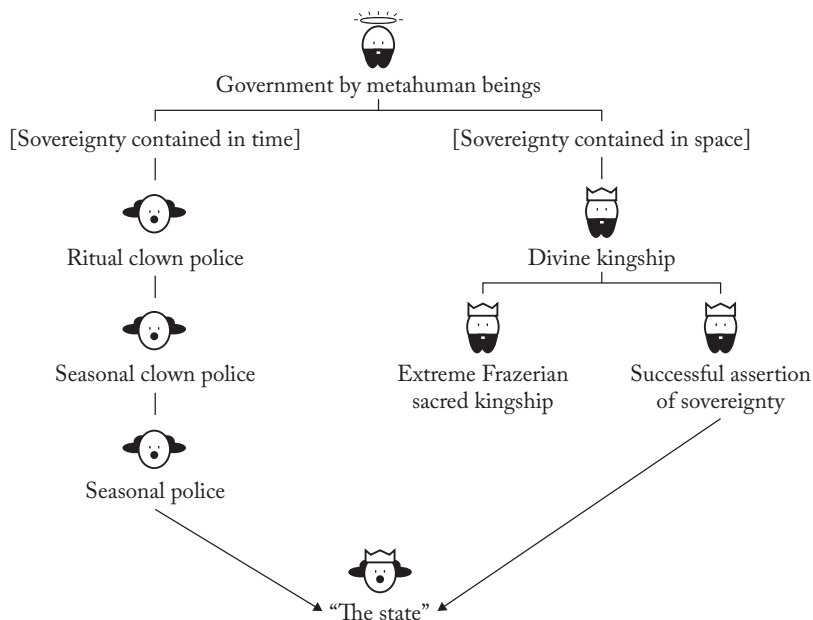 Government by metahuman beings
[Sovereignty contained in time]
[Sovereignty contained in space]
Ritual clown police
Divine kingship
Seasonal clown police
Extreme Frazerian
sacred kingship
Successful assertion
of sovereignty
Seasonal police
“The state”